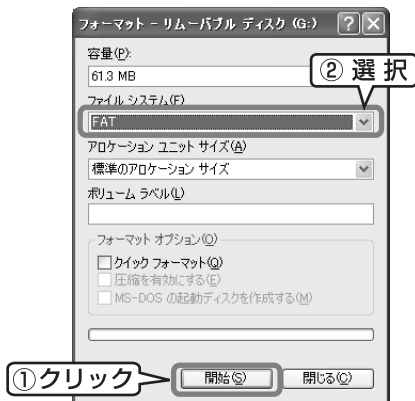 フォーマット - リムーバブル ディスク (G:)
容量(P):
61.3 MB
② 選 択
ファイル システム(F)
FAT
アロケーション ユニット サイズ(A)
標準のアロケーション サイズ
ボリューム ラベル(L)
フォーマット オプション(O)
クイック フォーマット(Q)
圧縮を有効にする(E)
MS-DOS の起動ディスクを作成する(M)
①クリック
開始(S)
閉じる(C)